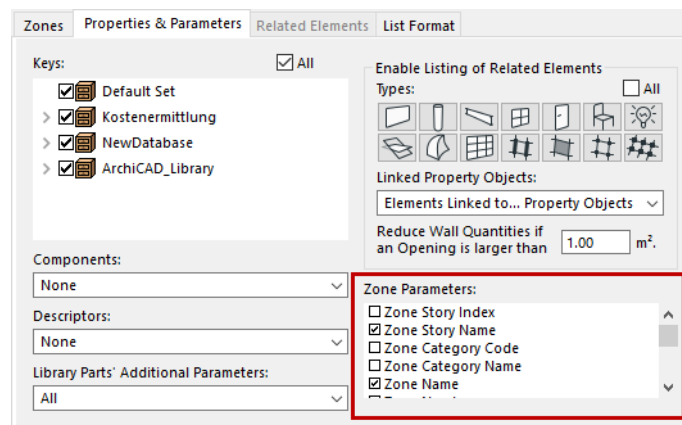 Zones Properties & Parameters Related Elements List Format
Keys:
All
Default Set
Kostenermittlung
NewDatabase
ArchiCAD_Library
Components:
None
Descriptors:
None
Library Parts' Additional Parameters:
All
Enable Listing of Related Elements
Types:
All
Linked Property Objects:
Elements Linked to... Property Objects
Reduce Wall Quantities if
an Opening is larger than 1.00 m².
Zone Parameters:
Zone Story Index
Zone Story Name
Zone Category Code
Zone Category Name
Zone Name